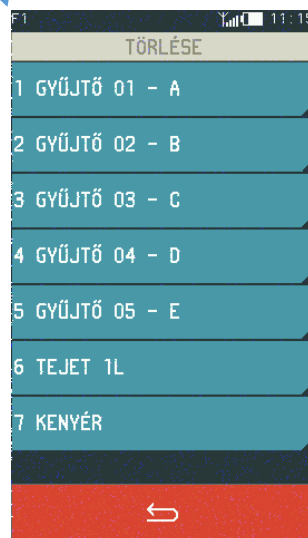 F1 11:15
TÖRLÉSE
1 GYŰJTŐ 01 - A
2 GYŰJTŐ 02 - B
3 GYŰJTŐ 03 - C
4 GYŰJTŐ 04 - D
5 GYŰJTŐ 05 - E
6 TEJET 1L
7 KENYÉR